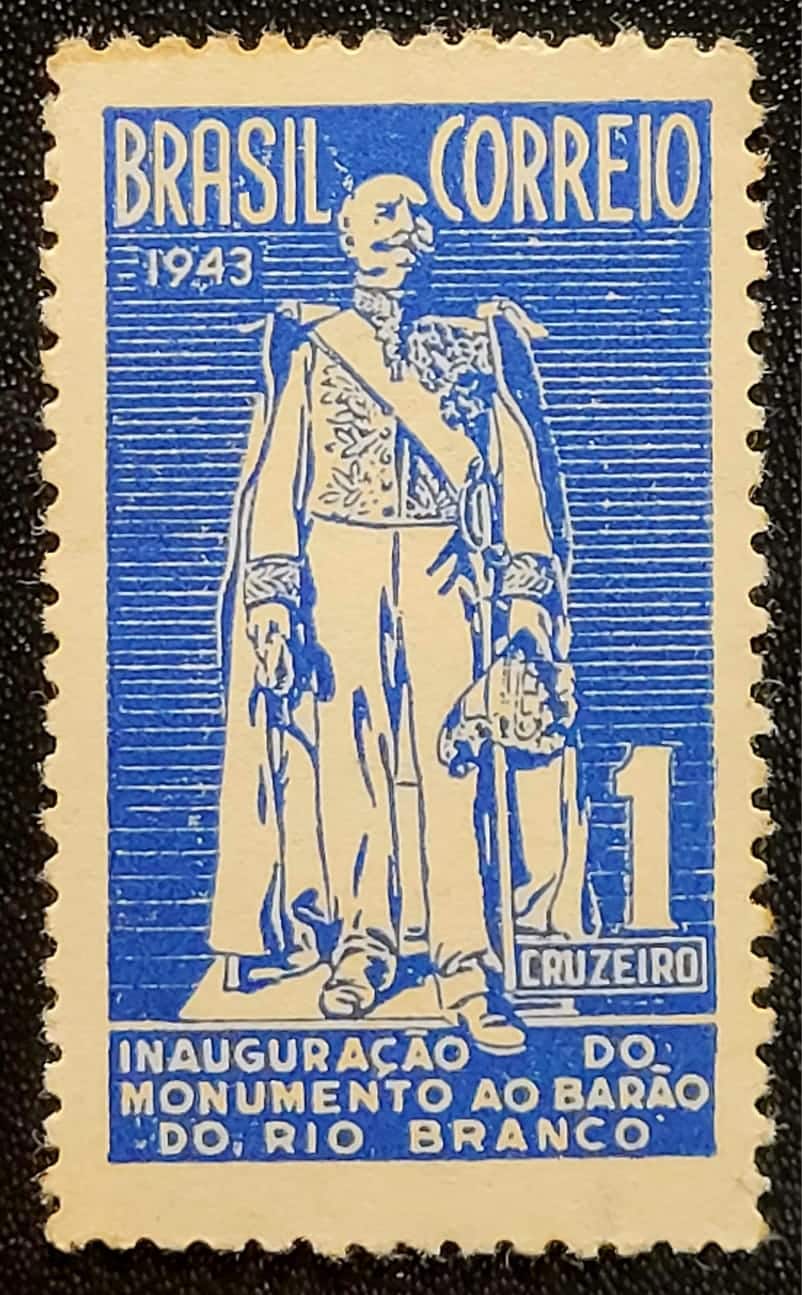 BRASIL CORREIO
1943
1
CRUZEIRO
INAUGURAÇÃO DO
MONUMENTO AO BARÃO
DO RIO BRANCO